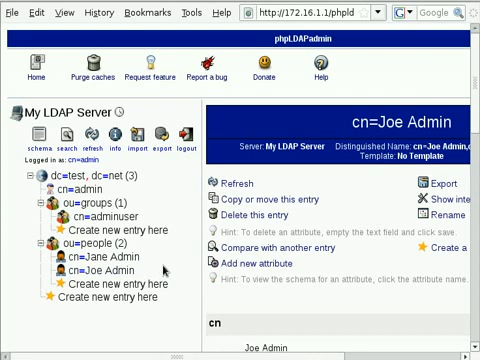 File Edit View History Bookmarks Tools Help http://172.16.1.1/phpld Google
phpLDAPadmin
Home Purge caches Request feature Report a bug Donate Help
My LDAP Server
schema search refresh info import export logout
Logged in as: cn=admin
dc=test, dc=net (3)
cn=admin
ou=groups (1)
cn=adminuser
Create new entry here
ou=people (2)
cn=Jane Admin
cn=Joe Admin
Create new entry here
Create new entry here
cn=Joe Admin
Server: My LDAP Server Distinguished Name: cn=Joe Admin,
Template: No Template
Refresh Export
Copy or move this entry Show inte
Delete this entry Rename
Hint: To delete an attribute, empty the text field and click save.
Compare with another entry Create a
Add new attribute
Hint: To view the schema for an attribute, click the attribute name.
cn
Joe Admin